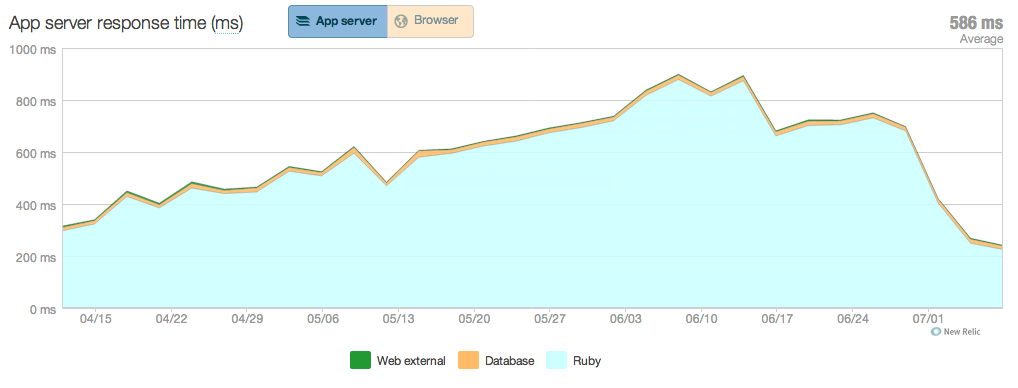 App server response time (ms)
App server
Browser
586 ms
Average
1000 ms
800 ms
600 ms
400 ms
200 ms
0 ms
04/15 04/22 04/29 05/06 05/13 05/20 05/27 06/03 06/10 06/17 06/24 07/01
New Relic
Web external Database Ruby